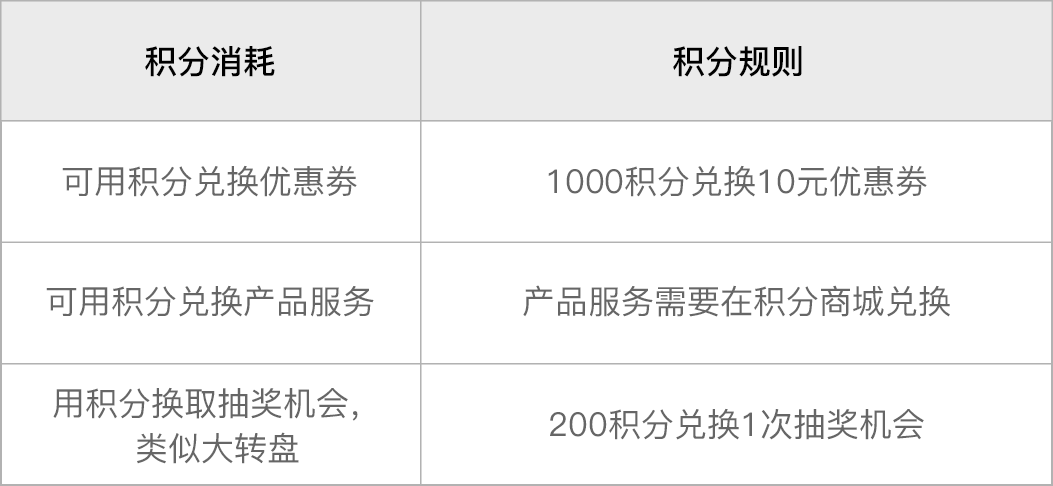 积分消耗
积分规则
可用积分兑换优惠券
1000积分兑换10元优惠券
可用积分兑换产品服务
产品服务需要在积分商城兑换
用积分换取抽奖机会，
类似大转盘
200积分兑换1次抽奖机会